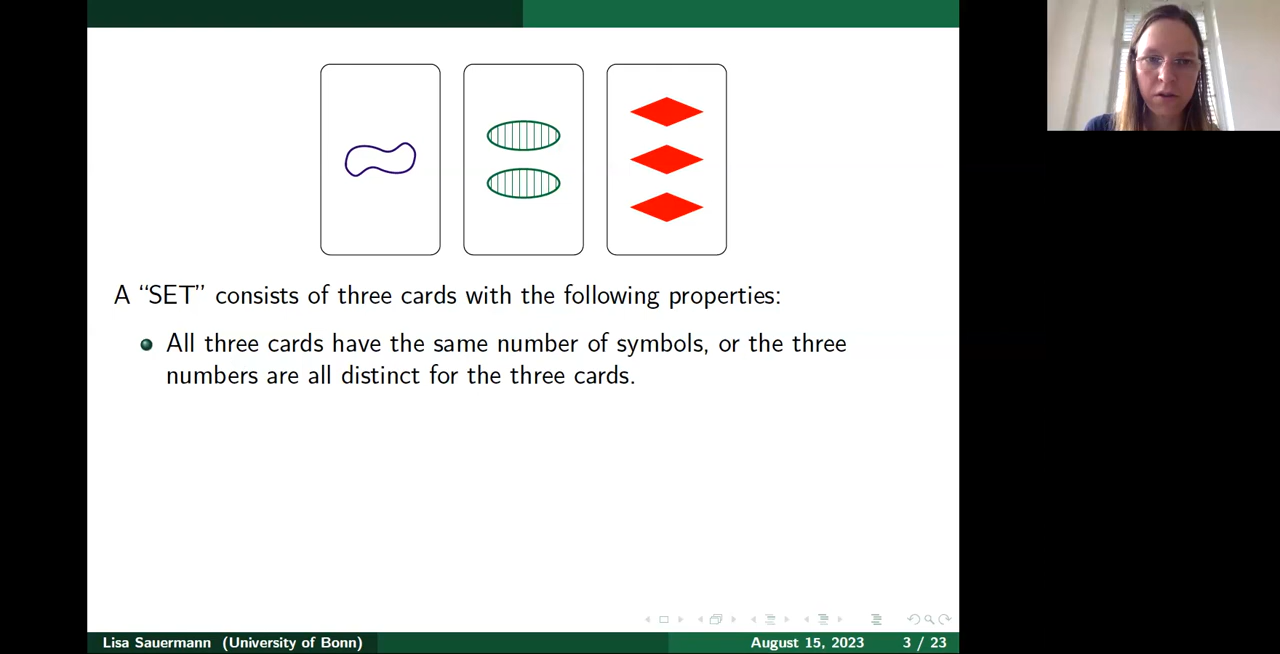 A “SET” consists of three cards with the following properties:
All three cards have the same number of symbols, or the three
numbers are all distinct for the three cards.
Lisa Sauermann (University of Bonn)
August 15, 2023
3 / 23